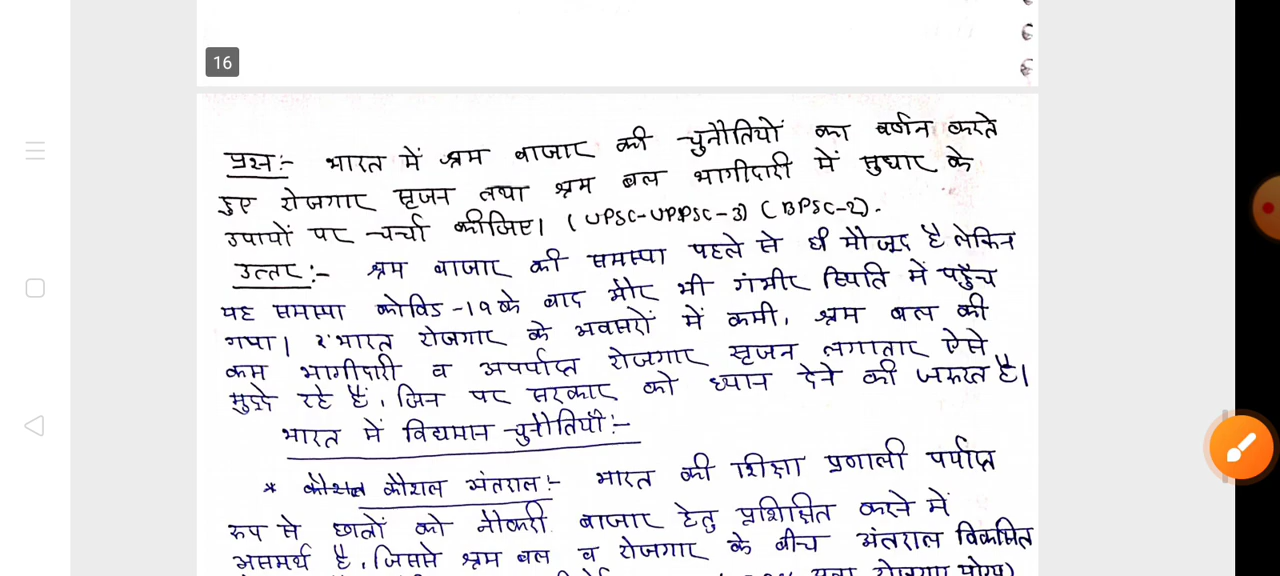 16
प्रश्न:- भारत में श्रम बाजार की चुनौतियों का वर्णन करते
हुए रोजगार सृजन तथा श्रम बल भागीदारी में सुधार के
उपायों पर चर्चा कीजिए। (UPSC-UPPSC-3) (BPSC-2).
उत्तर:- श्रम बाजार की समस्या पहले से ही मौजूद है लेकिन
यह समस्या कोविड-19 के बाद और भी गंभीर स्थिति में पहुँच
गया। भारत रोजगार के अवसरों में कमी, श्रम बल की
कम भागीदारी व अपर्याप्त रोजगार सृजन लगातार ऐसे
मुद्दे रहे हैं, जिन पर सरकार को ध्यान देने की जरूरत है।
भारत में विद्यमान चुनौतियाँ:-
* कौशल अंतराल:- भारत की शिक्षा प्रणाली पर्याप्त
रुप से छात्रों को नौकरी बाजार हेतु प्रशिक्षित करने में
असमर्थ है, जिससे श्रम बल व रोजगार के बीच अंतराल विकसित
रोजगार योग्य)